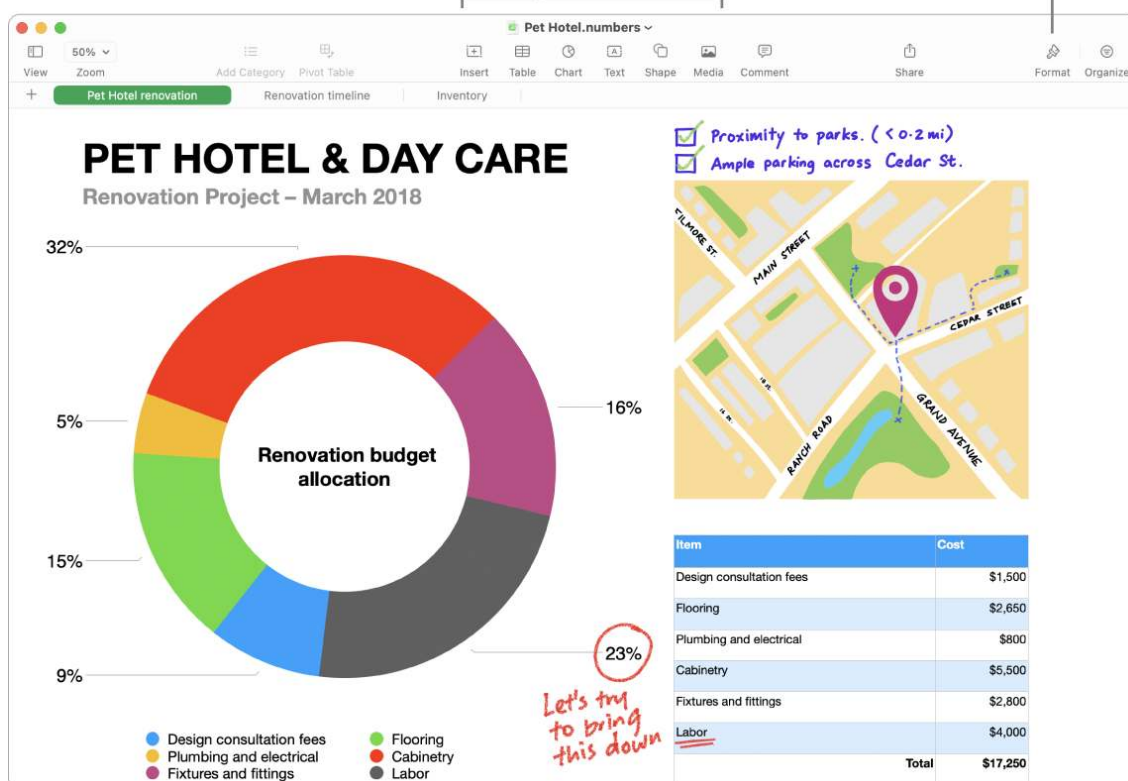 Pet Hotel.numbers
50%
View Zoom Add Category Pivot Table Insert Table Chart Text Shape Media Comment Share Format Organize
+ Pet Hotel renovation Renovation timeline Inventory
PET HOTEL & DAY CARE
Renovation Project – March 2018
32%
5%
16%
Renovation budget
allocation
15%
23%
9%
Let's try
to bring
this down
Design consultation fees
Plumbing and electrical
Fixtures and fittings
Flooring
Cabinetry
Labor
Proximity to parks. (<0.2 mi)
Ample parking across Cedar St.
FILMORE ST.
MAIN STREET
CEDAR STREET
RANCH ROAD
GRAND AVENUE
Item Cost
Design consultation fees $1,500
Flooring $2,650
Plumbing and electrical $800
Cabinetry $5,500
Fixtures and fittings $2,800
Labor $4,000
Total $17,250